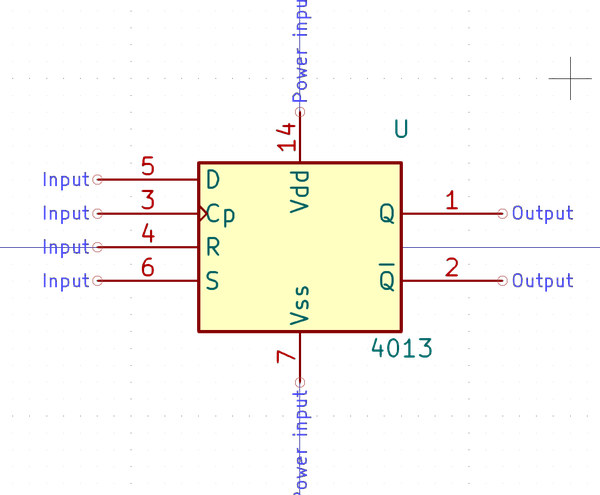 Power inpu
14
U
Input 5 D
Vdd
Input 3 Cp
Q 1 Output
Input 4 R
Input 6 S
Q̅ 2 Output
Vss
7
4013
Power input